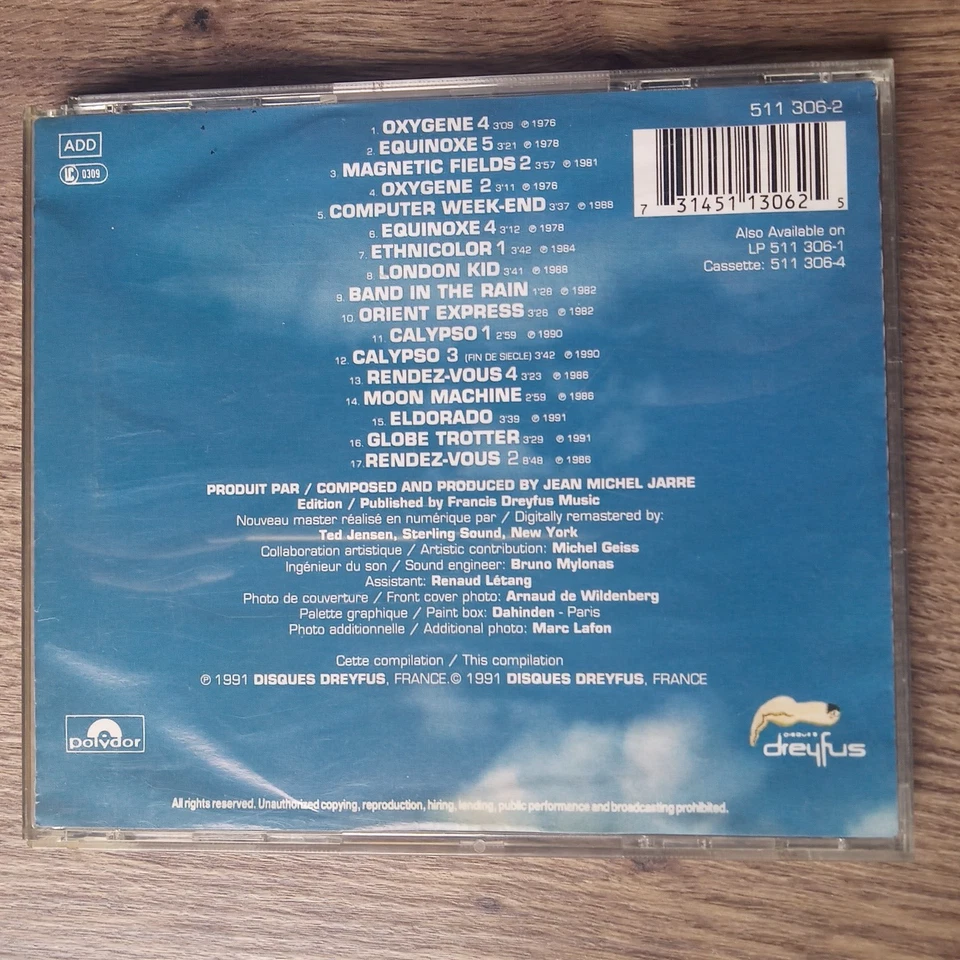 511 306-2
ADD
LC 0309
7 31451 13062 5
Also Available on
LP 511 306-1
Cassette: 511 306-4
1. OXYGENE 4 3'09 ℗ 1976
2. EQUINOXE 5 3'21 ℗ 1978
3. MAGNETIC FIELDS 2 3'57 ℗ 1981
4. OXYGENE 2 3'11 ℗ 1976
5. COMPUTER WEEK-END 3'37 ℗ 1988
6. EQUINOXE 4 3'12 ℗ 1978
7. ETHNICOLOR 1 3'42 ℗ 1984
8. LONDON KID 3'41 ℗ 1988
9. BAND IN THE RAIN 1'28 ℗ 1982
10. ORIENT EXPRESS 3'26 ℗ 1982
11. CALYPSO 1 2'59 ℗ 1990
12. CALYPSO 3 (FIN DE SIECLE) 3'42 ℗ 1990
13. RENDEZ-VOUS 4 3'23 ℗ 1986
14. MOON MACHINE 2'59 ℗ 1986
15. ELDORADO 3'39 ℗ 1991
16. GLOBE TROTTER 3'29 ℗ 1991
17. RENDEZ-VOUS 2 8'48 ℗ 1986
PRODUIT PAR / COMPOSED AND PRODUCED BY JEAN MICHEL JARRE
Edition / Published by Francis Dreyfus Music
Nouveau master réalisé en numérique par / Digitally remastered by:
Ted Jensen, Sterling Sound, New York
Collaboration artistique / Artistic contribution: Michel Geiss
Ingénieur du son / Sound engineer: Bruno Mylonas
Assistant: Renaud Létang
Photo de couverture / Front cover photo: Arnaud de Wildenberg
Palette graphique / Paint box: Dahinden - Paris
Photo additionnelle / Additional photo: Marc Lafon
Cette compilation / This compilation
℗ 1991 DISQUES DREYFUS, FRANCE.© 1991 DISQUES DREYFUS, FRANCE
polydor
DISQUES
dreyfus
All rights reserved. Unauthorized copying, reproduction, hiring, lending, public performance and broadcasting prohibited.